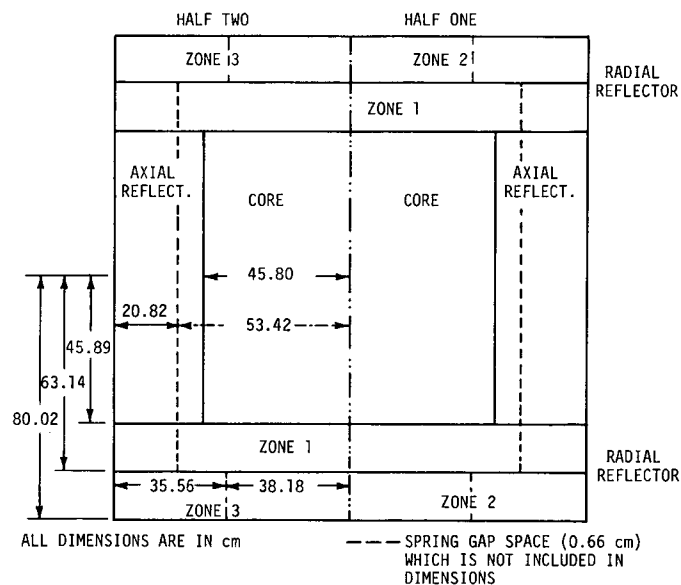 HALF TWO
HALF ONE
ZONE 3
ZONE 2
RADIAL
REFLECTOR
ZONE 1
AXIAL
REFLECT.
CORE
CORE
AXIAL
REFLECT.
45.80
20.82
53.42
45.89
63.14
80.02
ZONE 1
RADIAL
REFLECTOR
35.56
38.18
ZONE 3
ZONE 2
ALL DIMENSIONS ARE IN cm
SPRING GAP SPACE (0.66 cm)
WHICH IS NOT INCLUDED IN
DIMENSIONS